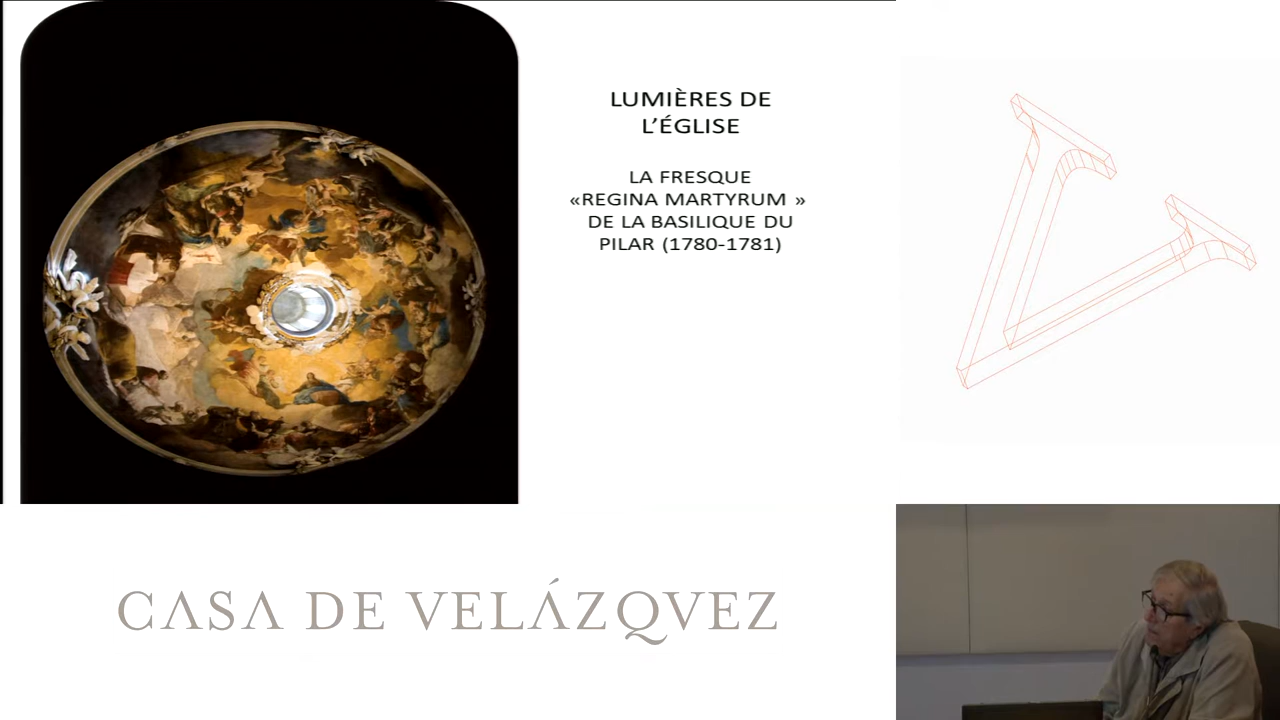 LUMIÈRES DE
L’ÉGLISE
LA FRESQUE
«REGINA MARTYRUM »
DE LA BASILIQUE DU
PILAR (1780-1781)
CASA DE VELÁZQVEZ